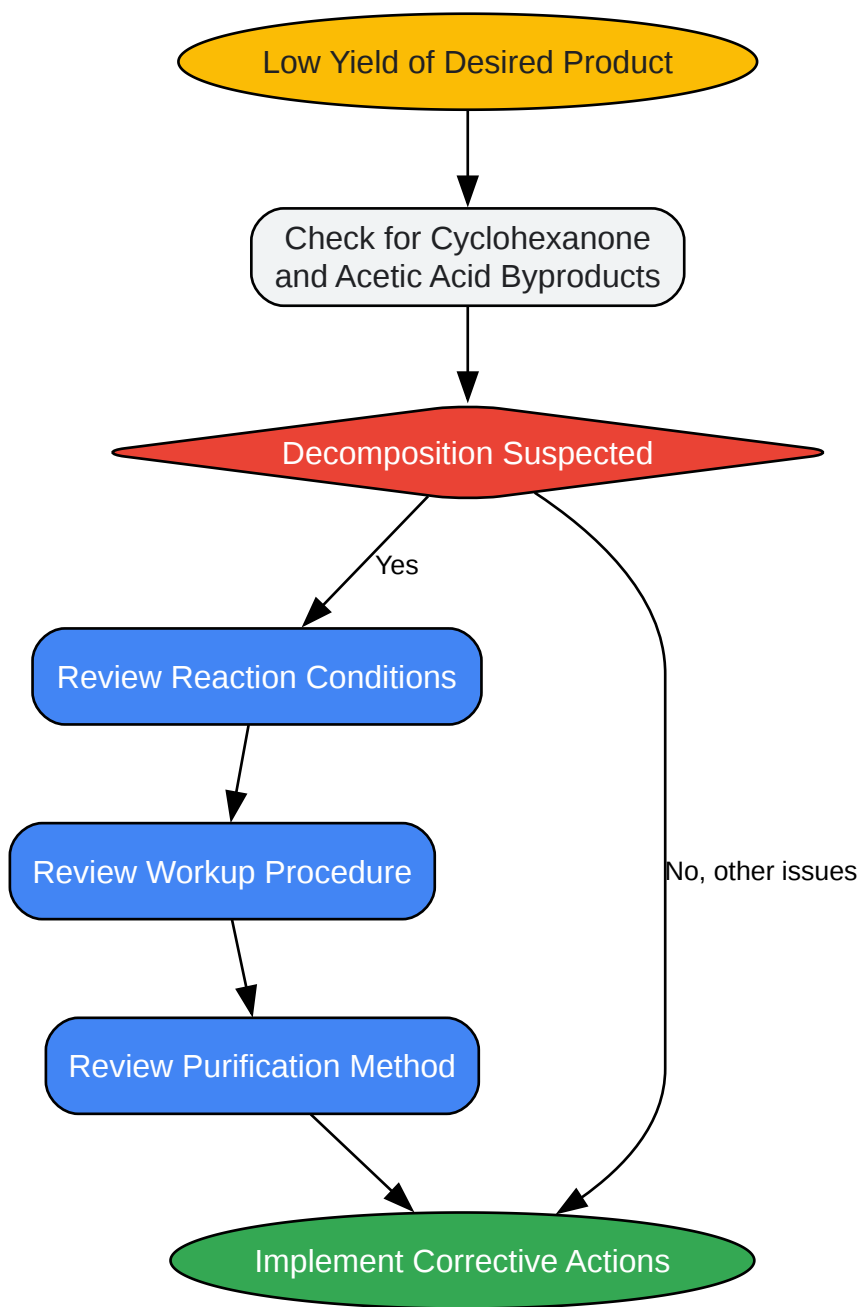 Low Yield of Desired Product
Check for Cyclohexanone
and Acetic Acid Byproducts
Decomposition Suspected
Yes
Review Reaction Conditions
Review Workup Procedure
No, other issues
Review Purification Method
Implement Corrective Actions